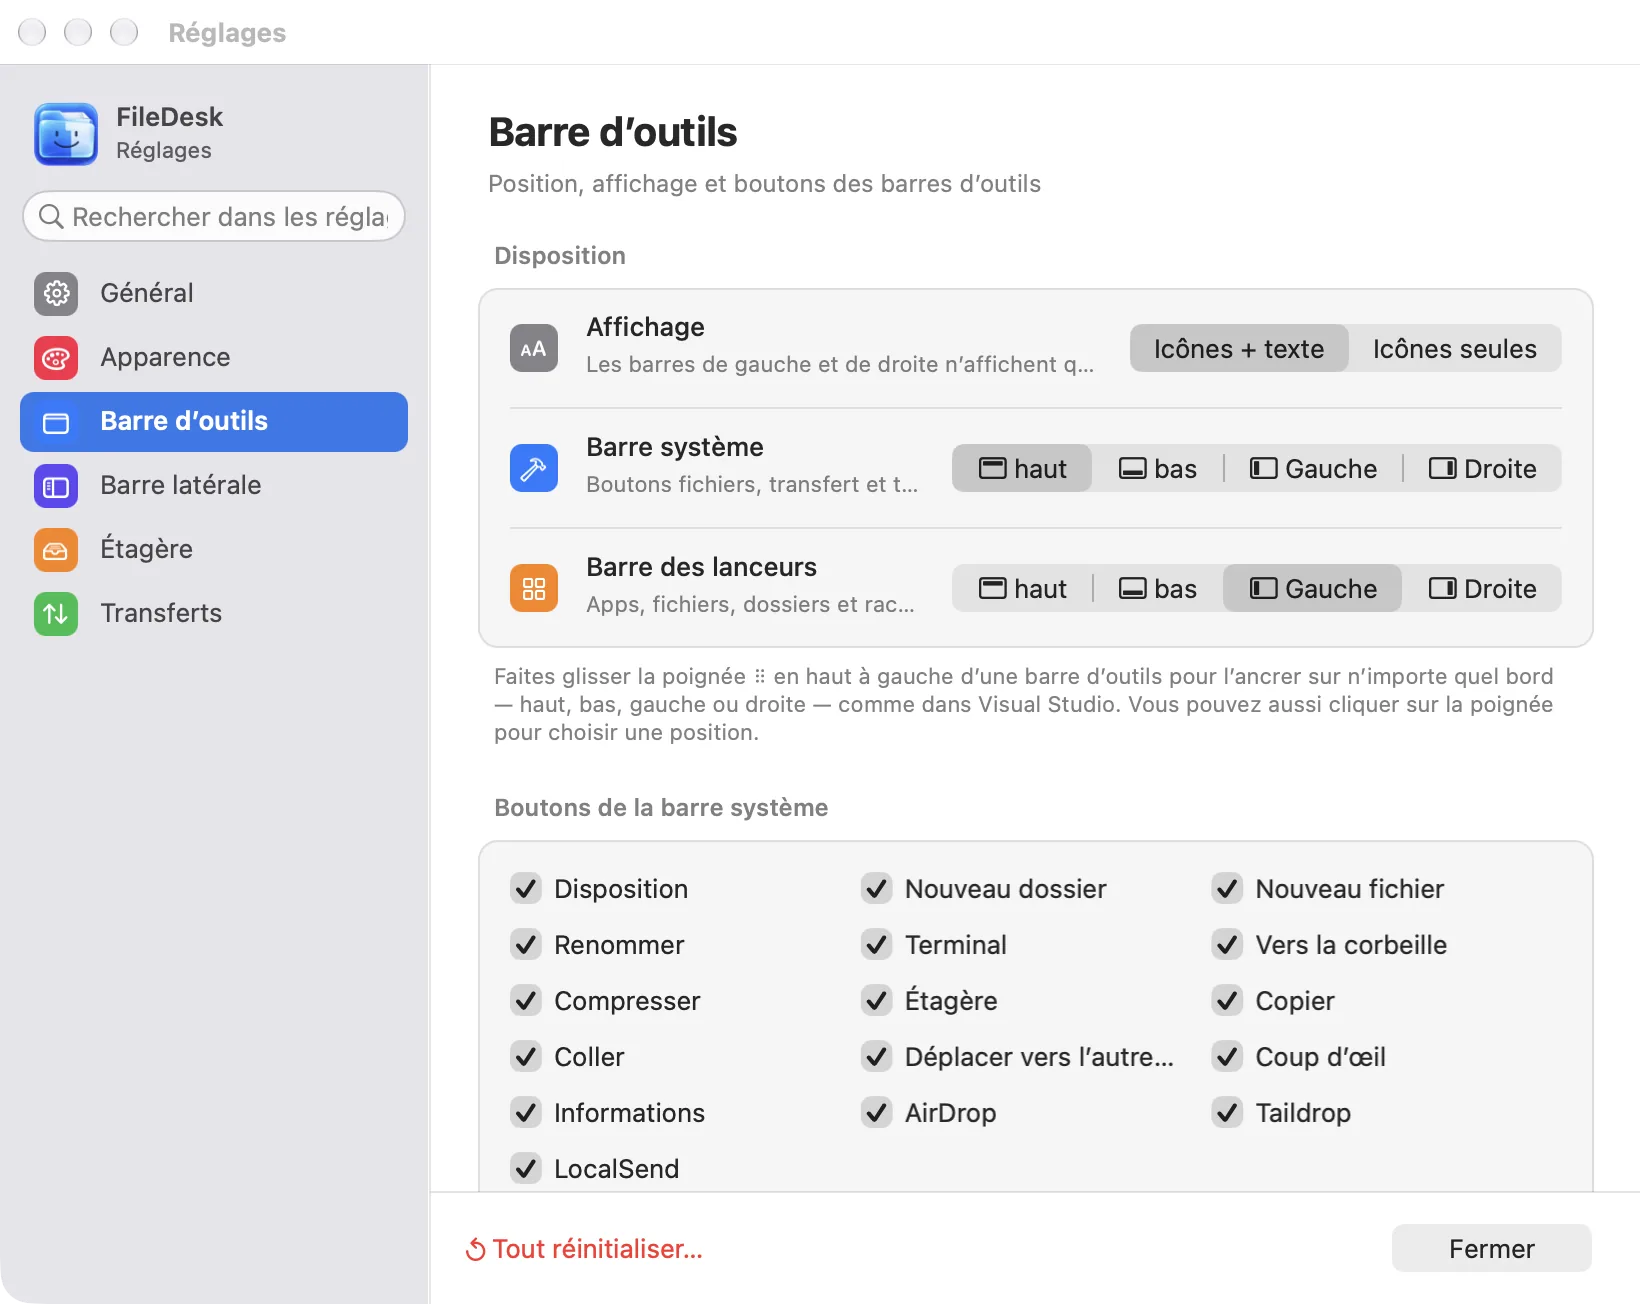 Réglages
FileDesk
Réglages
Rechercher dans les régla
Général
Apparence
Barre d’outils
Barre latérale
Étagère
Transferts
Barre d’outils
Position, affichage et boutons des barres d’outils
Disposition
Affichage
Les barres de gauche et de droite n’affichent q...
Icônes + texte
Icônes seules
Barre système
Boutons fichiers, transfert et t...
haut
bas
Gauche
Droite
Barre des lanceurs
Apps, fichiers, dossiers et rac...
haut
bas
Gauche
Droite
Faites glisser la poignée ⠿ en haut à gauche d’une barre d’outils pour l’ancrer sur n’importe quel bord
— haut, bas, gauche ou droite — comme dans Visual Studio. Vous pouvez aussi cliquer sur la poignée
pour choisir une position.
Boutons de la barre système
Disposition
Nouveau dossier
Nouveau fichier
Renommer
Terminal
Vers la corbeille
Compresser
Étagère
Copier
Coller
Déplacer vers l’autre...
Coup d’œil
Informations
AirDrop
Taildrop
LocalSend
Tout réinitialiser...
Fermer